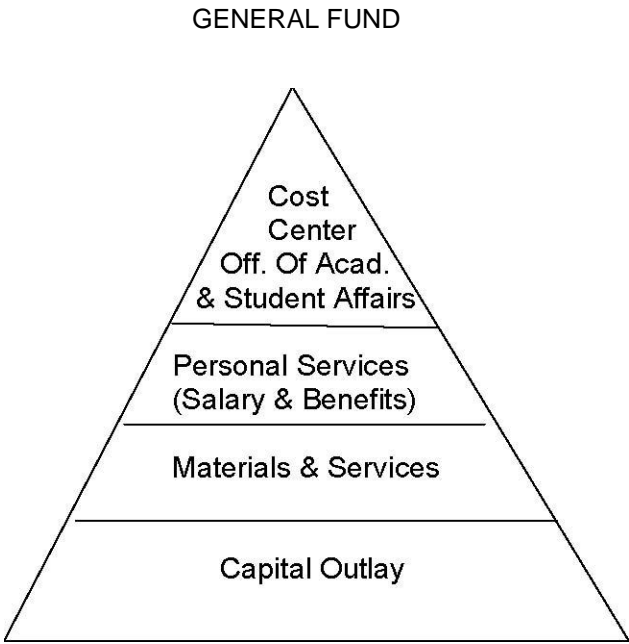 GENERAL FUND
Cost
Center
Off. Of Acad.
& Student Affairs
Personal Services
(Salary & Benefits)
Materials & Services
Capital Outlay